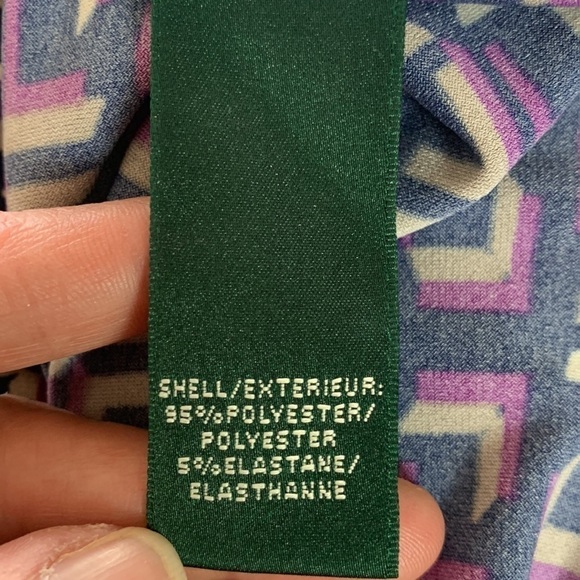 SHELL/EXTERIEUR:
95%POLYESTER/
POLYESTER
5%ELASTANE/
ELASTHANNE